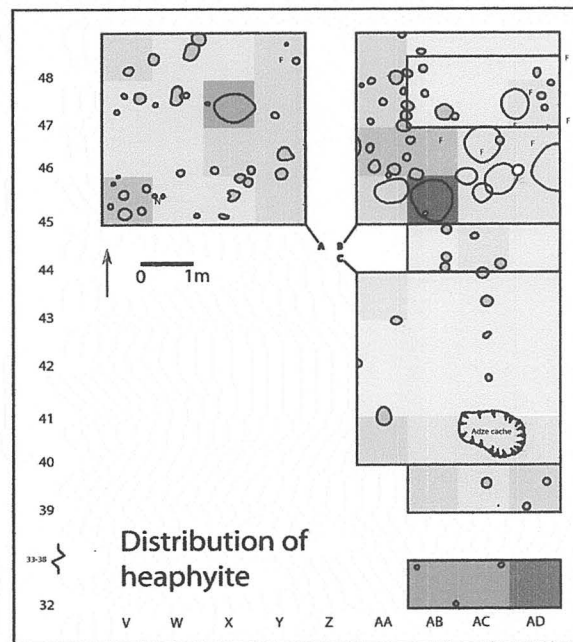 48
F
F
F
F
47
F
F
F
46
45
A B
C
44
0 1m
43
42
41
Adze cache
40
39
Distribution of
heaphyite
33-38
32
V W X Y Z AA AB AC AD